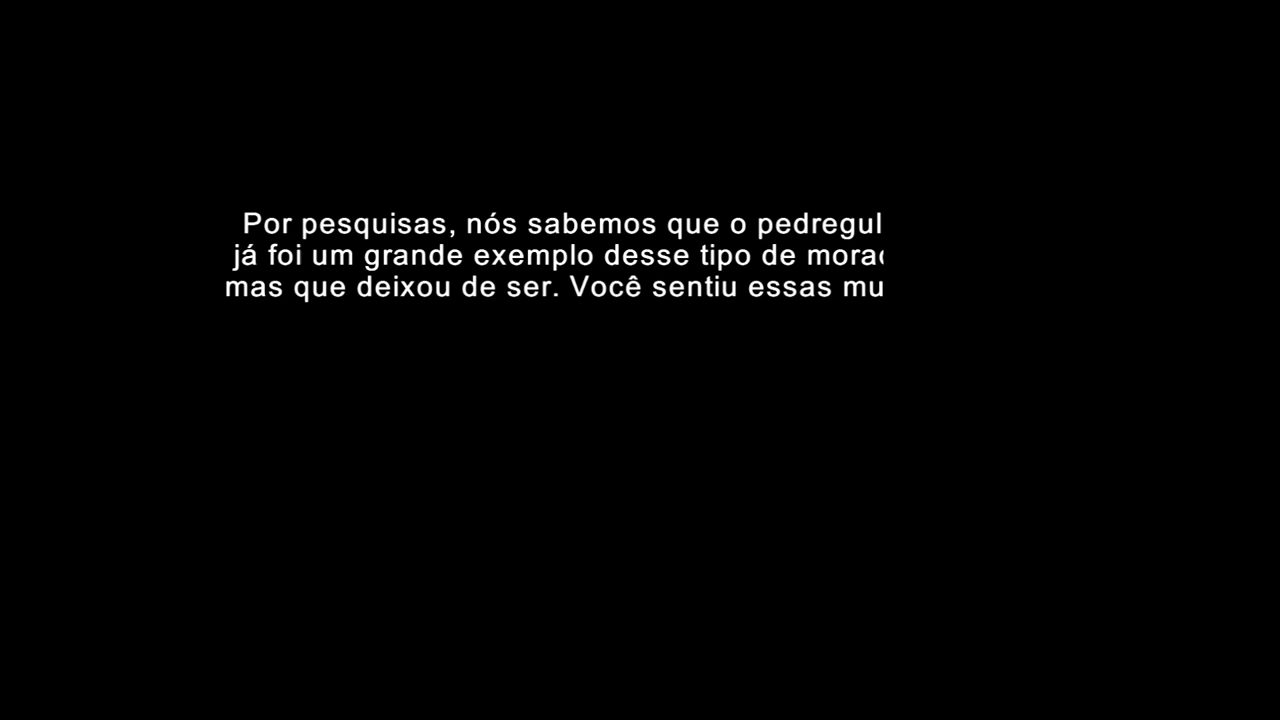 Por pesquisas, nós sabemos que o pedregul
já foi um grande exemplo desse tipo de mora
mas que deixou de ser. Você sentiu essas mu